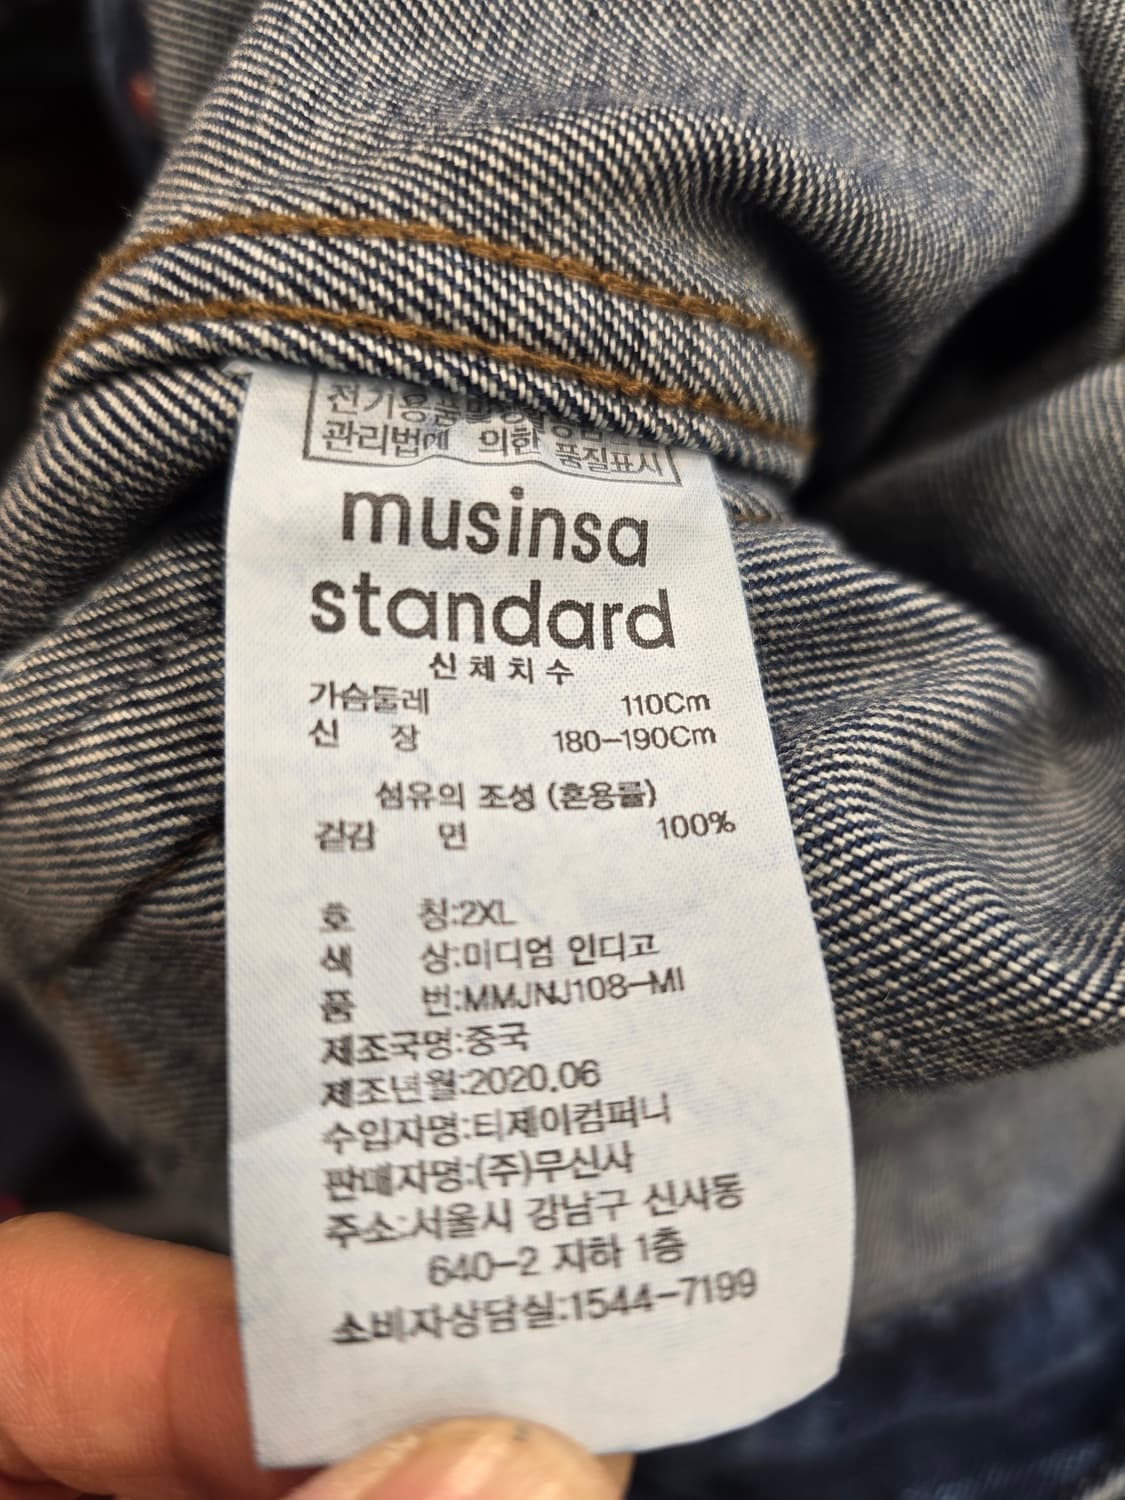 전기용품및생활용품안전
관리법에 의한 품질표시
musinsa
standard
신체치수
가슴둘레 110Cm
신 장 180-190Cm
섬유의 조성 (혼용률)
겉감 면 100%
호 칭:2XL
색 상:미디엄 인디고
품 번:MMJNJ108-MI
제조국명:중국
제조년월:2020.06
수입자명:티제이컴퍼니
판매자명:(주)무신사
주소:서울시 강남구 신사동
640-2 지하 1층
소비자상담실:1544-7199